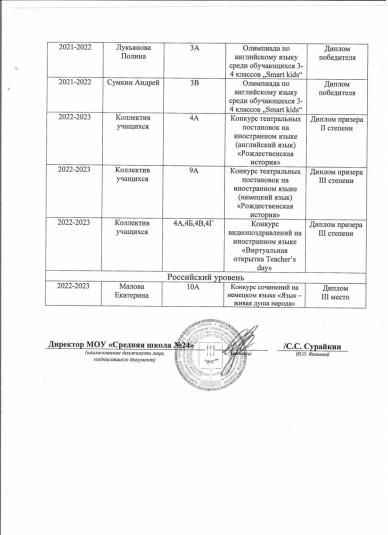 2021-2022 Лукьянова 3А Олимпиада по Диплом
Полина английскому языку победителя
среди обучающихся 3-
4 классов „Smart kids“
2021-2022 Сумкин Андрей 3В Олимпиада по Диплом
английскому языку победителя
среди обучающихся 3-
4 классов „Smart kids“
2022-2023 Коллектив 4А Конкурс театральных Диплом призера
учащихся постановок на II степени
иностранном языке
(английский язык)
«Рождественская
история»
2022-2023 Коллектив 9А Конкурс театральных Диплом призера
учащихся постановок на III степени
иностранном языке
(немецкий язык)
«Рождественская
история»
2022-2023 Коллектив 4А,4Б,4В,4Г Конкурс Диплом призера
учащихся видеопоздравлений на III степени
иностранном языке
«Виртуальная
открытка Teacher’s
day»
Российский уровень
2022-2023 Малова 10А Конкурс сочинений на Диплом
Екатерина немецком языке «Язык – III место
живая душа народа»
Директор МОУ «Средняя школа №24» /С.С. Сурайкин
(наименование должности лица, (подпись) (И.О. Фамилия)
подписавшего документ)